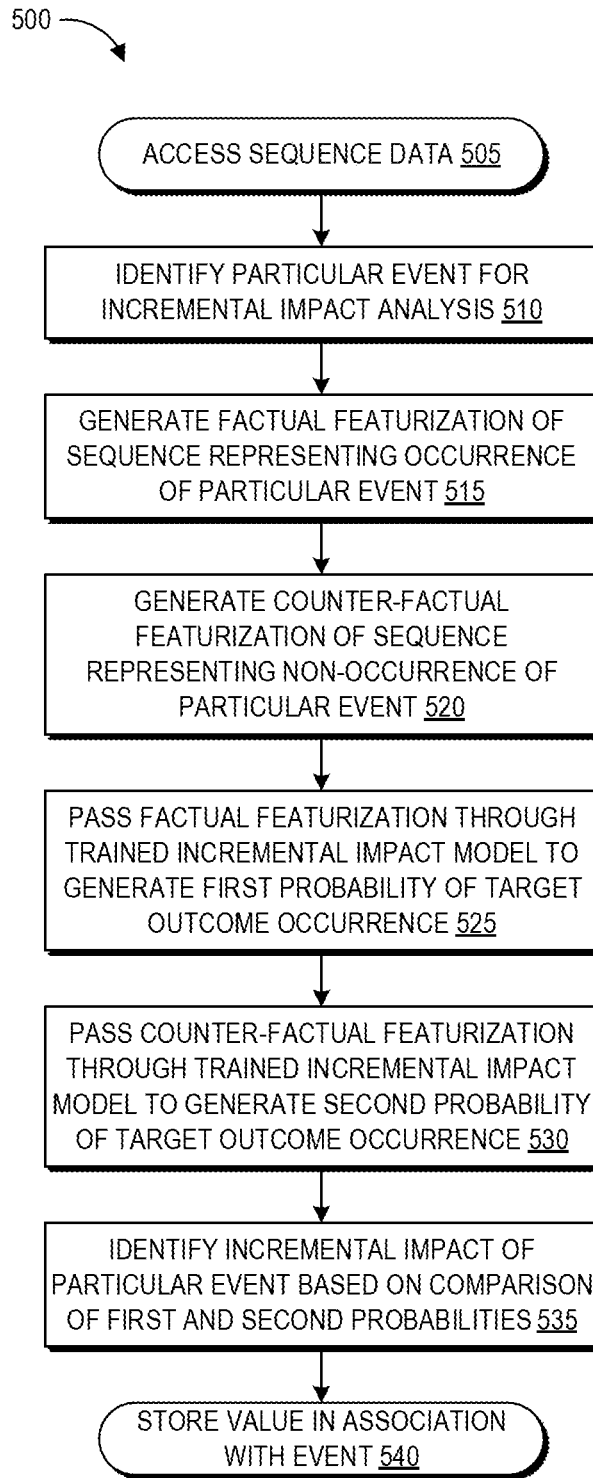 500
ACCESS SEQUENCE DATA 505
IDENTIFY PARTICULAR EVENT FOR
INCREMENTAL IMPACT ANALYSIS 510
GENERATE FACTUAL FEATURIZATION OF
SEQUENCE REPRESENTING OCCURRENCE
OF PARTICULAR EVENT 515
GENERATE COUNTER-FACTUAL
FEATURIZATION OF SEQUENCE
REPRESENTING NON-OCCURRENCE OF
PARTICULAR EVENT 520
PASS FACTUAL FEATURIZATION THROUGH
TRAINED INCREMENTAL IMPACT MODEL TO
GENERATE FIRST PROBABILITY OF TARGET
OUTCOME OCCURRENCE 525
PASS COUNTER-FACTUAL FEATURIZATION
THROUGH TRAINED INCREMENTAL IMPACT
MODEL TO GENERATE SECOND PROBABILITY
OF TARGET OUTCOME OCCURRENCE 530
IDENTIFY INCREMENTAL IMPACT OF
PARTICULAR EVENT BASED ON COMPARISON
OF FIRST AND SECOND PROBABILITIES 535
STORE VALUE IN ASSOCIATION
WITH EVENT 540